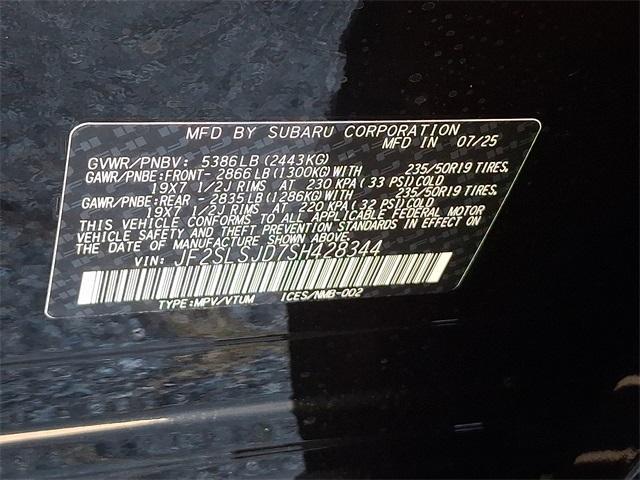 MFD BY SUBARU CORPORATION
MFD IN 07/25
GVWR/PNBV: 5386LB(2443KG)
GAWR/PNBE:FRONT- 2866LB(1300KG)WITH 235/50R19 TIRES,
19X7 1/2J RIMS AT 230 KPA(33 PSI)COLD
GAWR/PNBE:REAR - 2835LB(1286KG)WITH 235/50R19 TIRES,
19X7 1/2J RIMS AT 220 KPA(32 PSI)COLD
THIS VEHICLE CONFORMS TO ALL APPLICABLE FEDERAL MOTOR
VEHICLE SAFETY AND THEFT PREVENTION STANDARDS IN EFFECT ON
THE DATE OF MANUFACTURE SHOWN ABOVE.
VIN: JF2SLSJD7SH428344
TYPE:MPV/VTUM ICES/NMB-002